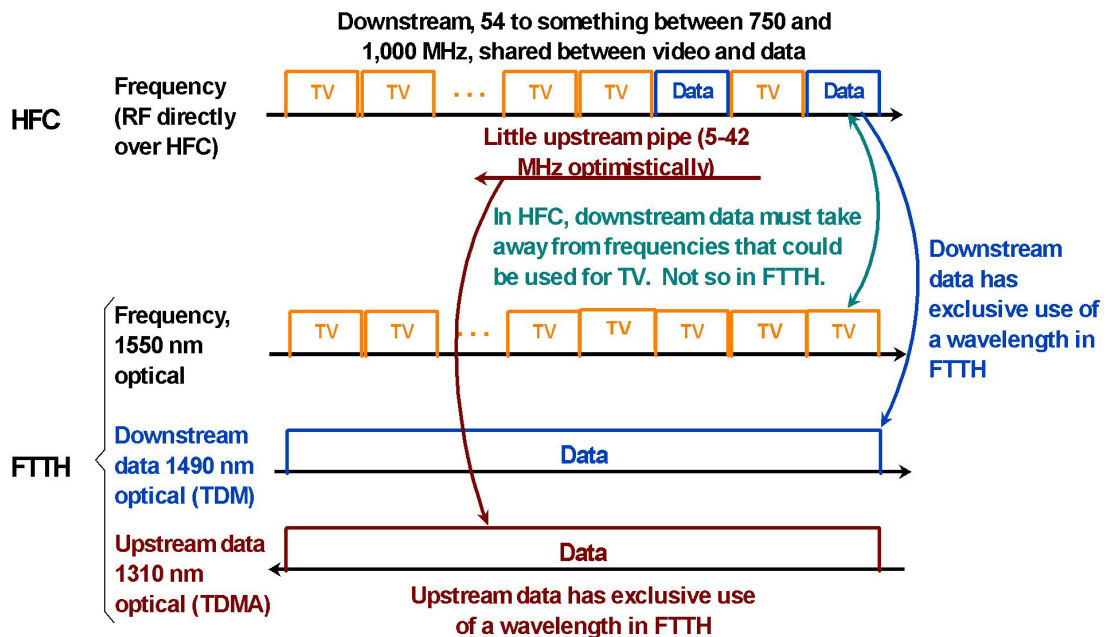 Downstream, 54 to something between 750 and
1,000 MHz, shared between video and data
HFC
Frequency
(RF directly
over HFC)
TV TV ... TV TV Data TV Data
Little upstream pipe (5-42
MHz optimistically)
In HFC, downstream data must take
away from frequencies that could
be used for TV.  Not so in FTTH.
Downstream
data has
exclusive use of
a wavelength in
FTTH
FTTH
Frequency,
1550 nm
optical
TV TV ... TV TV TV TV TV
Downstream
data 1490 nm
optical (TDM)
Data
Upstream data
1310 nm
optical (TDMA)
Data
Upstream data has exclusive use
of a wavelength in FTTH